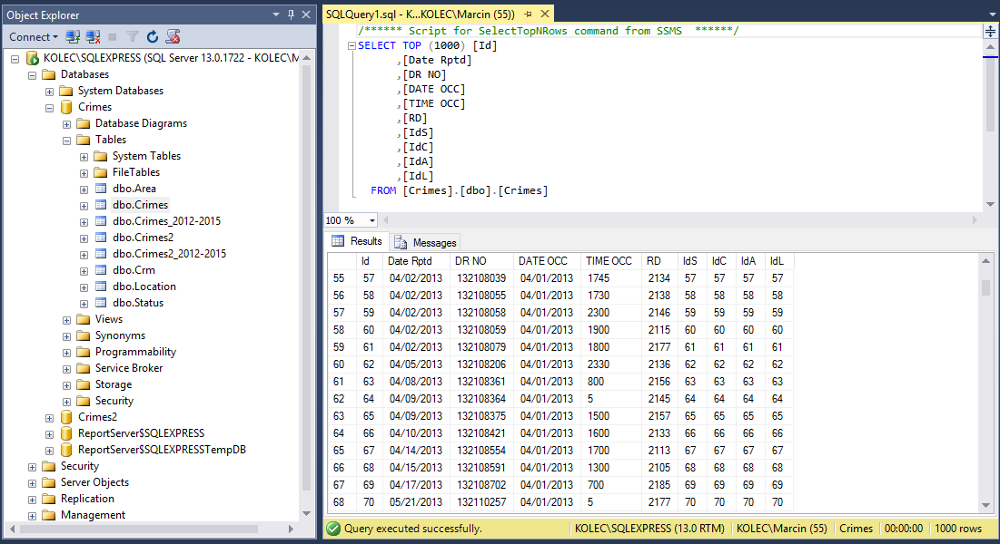 Object Explorer
Connect
KOLEC\SQLEXPRESS (SQL Server 13.0.1722 - KOLEC\M
Databases
System Databases
Crimes
Database Diagrams
Tables
System Tables
FileTables
dbo.Area
dbo.Crimes
dbo.Crimes_2012-2015
dbo.Crimes2
dbo.Crimes2_2012-2015
dbo.Crm
dbo.Location
dbo.Status
Views
Synonyms
Programmability
Service Broker
Storage
Security
Crimes2
ReportServer$SQLEXPRESS
ReportServer$SQLEXPRESSTempDB
Security
Server Objects
Replication
Management
SQLQuery1.sql - K...KOLEC\Marcin (55))
/****** Script for SelectTopNRows command from SSMS  ******/
SELECT TOP (1000) [Id]
,[Date Rptd]
,[DR NO]
,[DATE OCC]
,[TIME OCC]
,[RD]
,[IdS]
,[IdC]
,[IdA]
,[IdL]
FROM [Crimes].[dbo].[Crimes]
100 %
Results Messages
Id Date Rptd DR NO DATE OCC TIME OCC RD IdS IdC IdA IdL
55 57 04/02/2013 132108039 04/01/2013 1745 2134 57 57 57 57
56 58 04/02/2013 132108055 04/01/2013 1730 2138 58 58 58 58
57 59 04/02/2013 132108058 04/01/2013 2300 2146 59 59 59 59
58 60 04/02/2013 132108059 04/01/2013 1900 2115 60 60 60 60
59 61 04/02/2013 132108079 04/01/2013 1800 2177 61 61 61 61
60 62 04/05/2013 132108206 04/01/2013 2330 2136 62 62 62 62
61 63 04/08/2013 132108361 04/01/2013 800 2156 63 63 63 63
62 64 04/09/2013 132108364 04/01/2013 5 2145 64 64 64 64
63 65 04/09/2013 132108375 04/01/2013 1500 2157 65 65 65 65
64 66 04/10/2013 132108421 04/01/2013 1600 2133 66 66 66 66
65 67 04/14/2013 132108554 04/01/2013 1700 2113 67 67 67 67
66 68 04/15/2013 132108591 04/01/2013 1300 2105 68 68 68 68
67 69 04/17/2013 132108702 04/01/2013 700 2185 69 69 69 69
68 70 05/21/2013 132110257 04/01/2013 5 2177 70 70 70 70
Query executed successfully. KOLEC\SQLEXPRESS (13.0 RTM) KOLEC\Marcin (55) Crimes 00:00:00 1000 rows